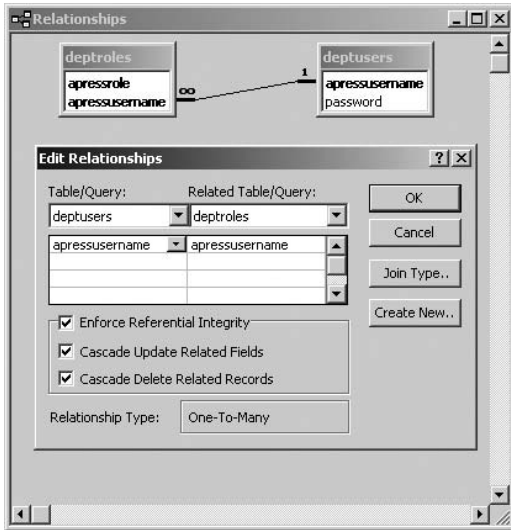 Relationships
deptroles
apressrole
apressusername
∞
1
deptusers
apressusername
password
Edit Relationships
Table/Query: Related Table/Query:
deptusers deptroles
apressusername apressusername
Enforce Referential Integrity
Cascade Update Related Fields
Cascade Delete Related Records
Relationship Type: One-To-Many
OK
Cancel
Join Type..
Create New..